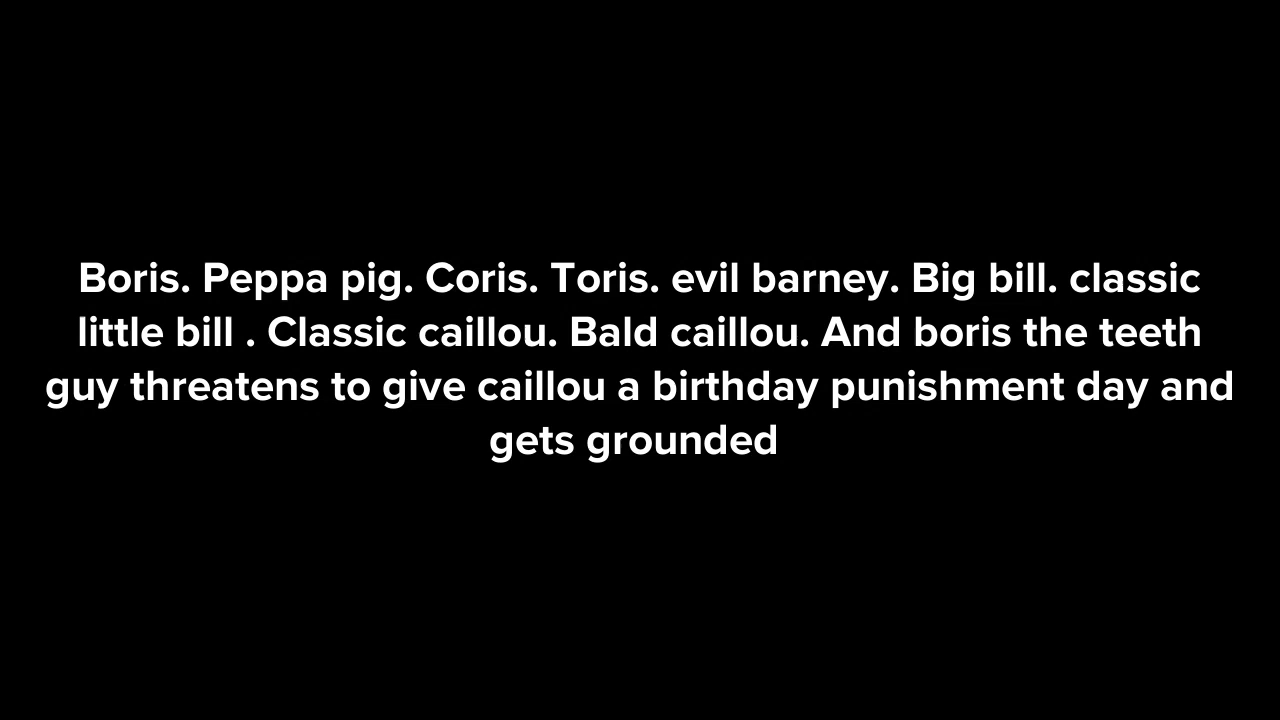 Boris. Peppa pig. Coris. Toris. evil barney. Big bill. classic
little bill . Classic caillou. Bald caillou. And boris the teeth
guy threatens to give caillou a birthday punishment day and
gets grounded